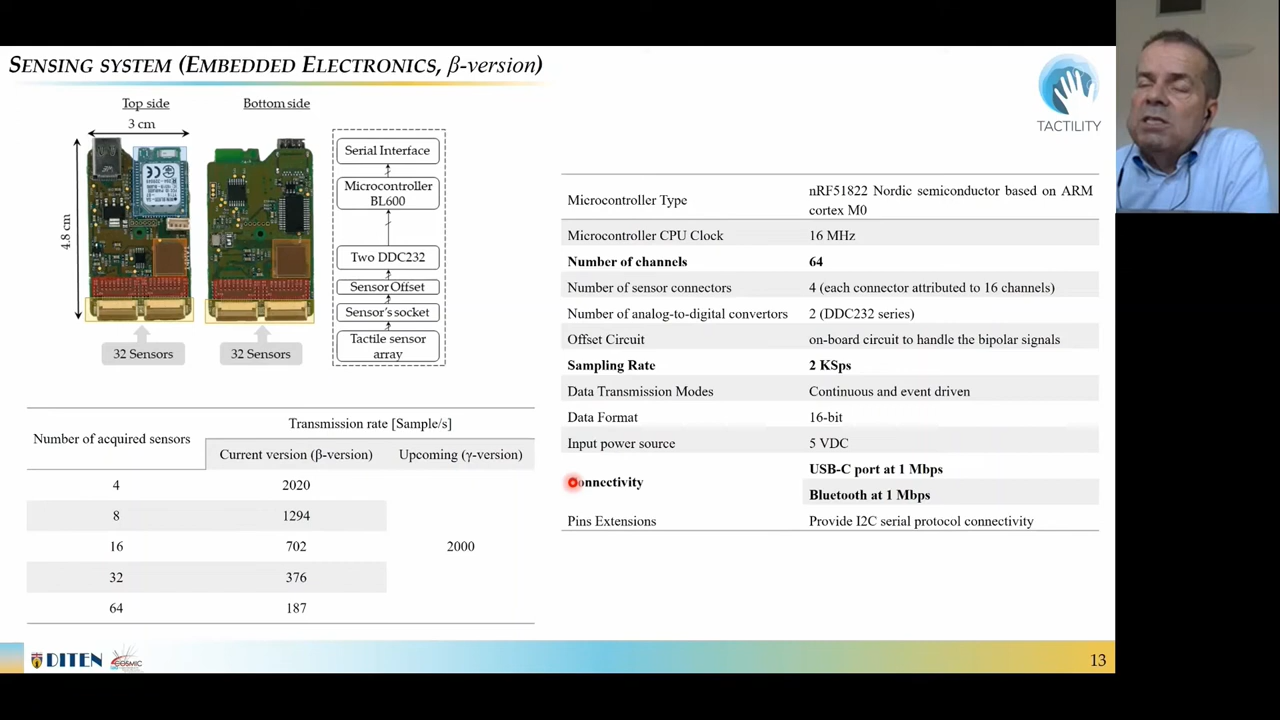 SENSING SYSTEM (EMBEDDED ELECTRONICS, β-version)
Top side
Bottom side
3 cm
4.8 cm
32 Sensors
32 Sensors
Serial Interface
Microcontroller
BL600
Two DDC232
Sensor Offset
Sensor's socket
Tactile sensor
array
TACTILITY
Microcontroller Type
nRF51822 Nordic semiconductor based on ARM
cortex M0
Microcontroller CPU Clock 16 MHz
Number of channels 64
Number of sensor connectors 4 (each connector attributed to 16 channels)
Number of analog-to-digital convertors 2 (DDC232 series)
Offset Circuit on-board circuit to handle the bipolar signals
Sampling Rate 2 KSps
Data Transmission Modes Continuous and event driven
Data Format 16-bit
Input power source 5 VDC
Connectivity
USB-C port at 1 Mbps
Bluetooth at 1 Mbps
Pins Extensions Provide I2C serial protocol connectivity
Number of acquired sensors
Transmission rate [Sample/s]
Current version (β-version) Upcoming (γ-version)
4 2020
8 1294
16 702 2000
32 376
64 187
DITEN
COSMIC
13